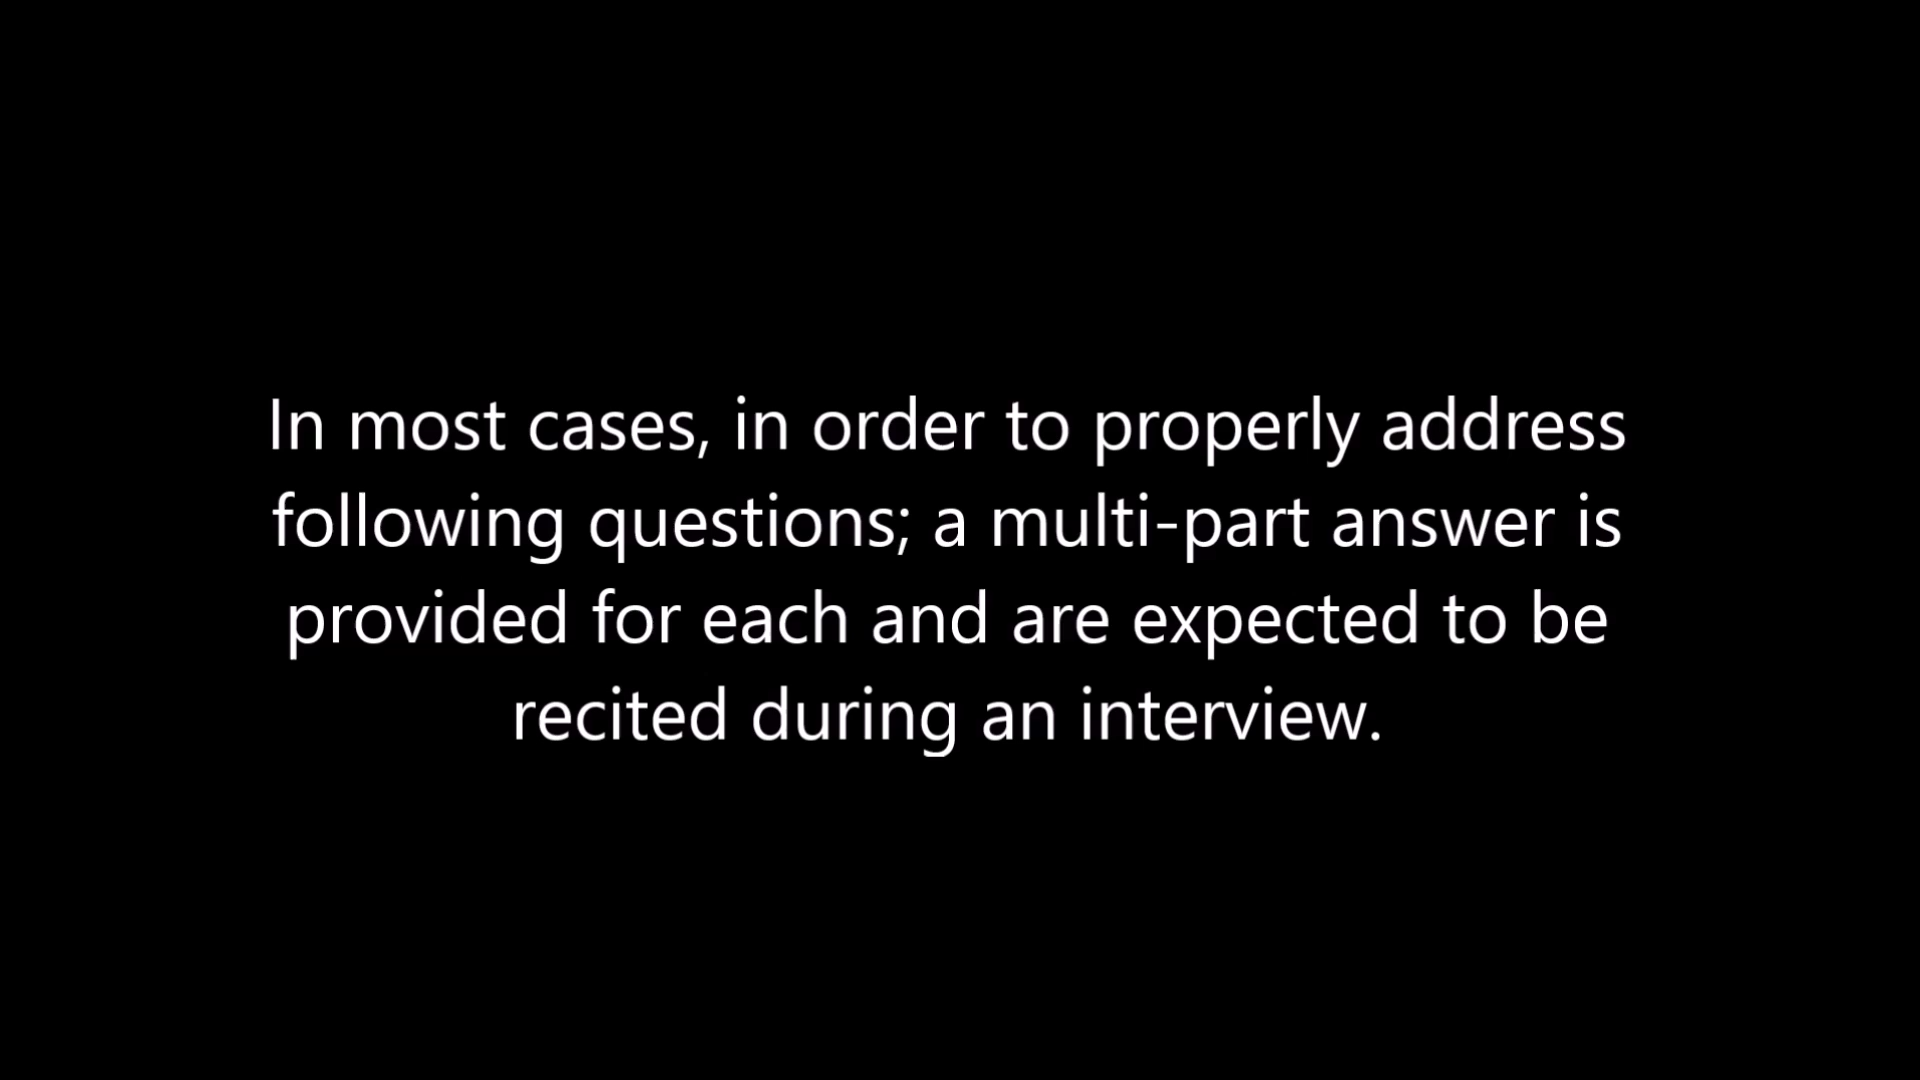 In most cases, in order to properly address
following questions; a multi-part answer is
provided for each and are expected to be
recited during an interview.